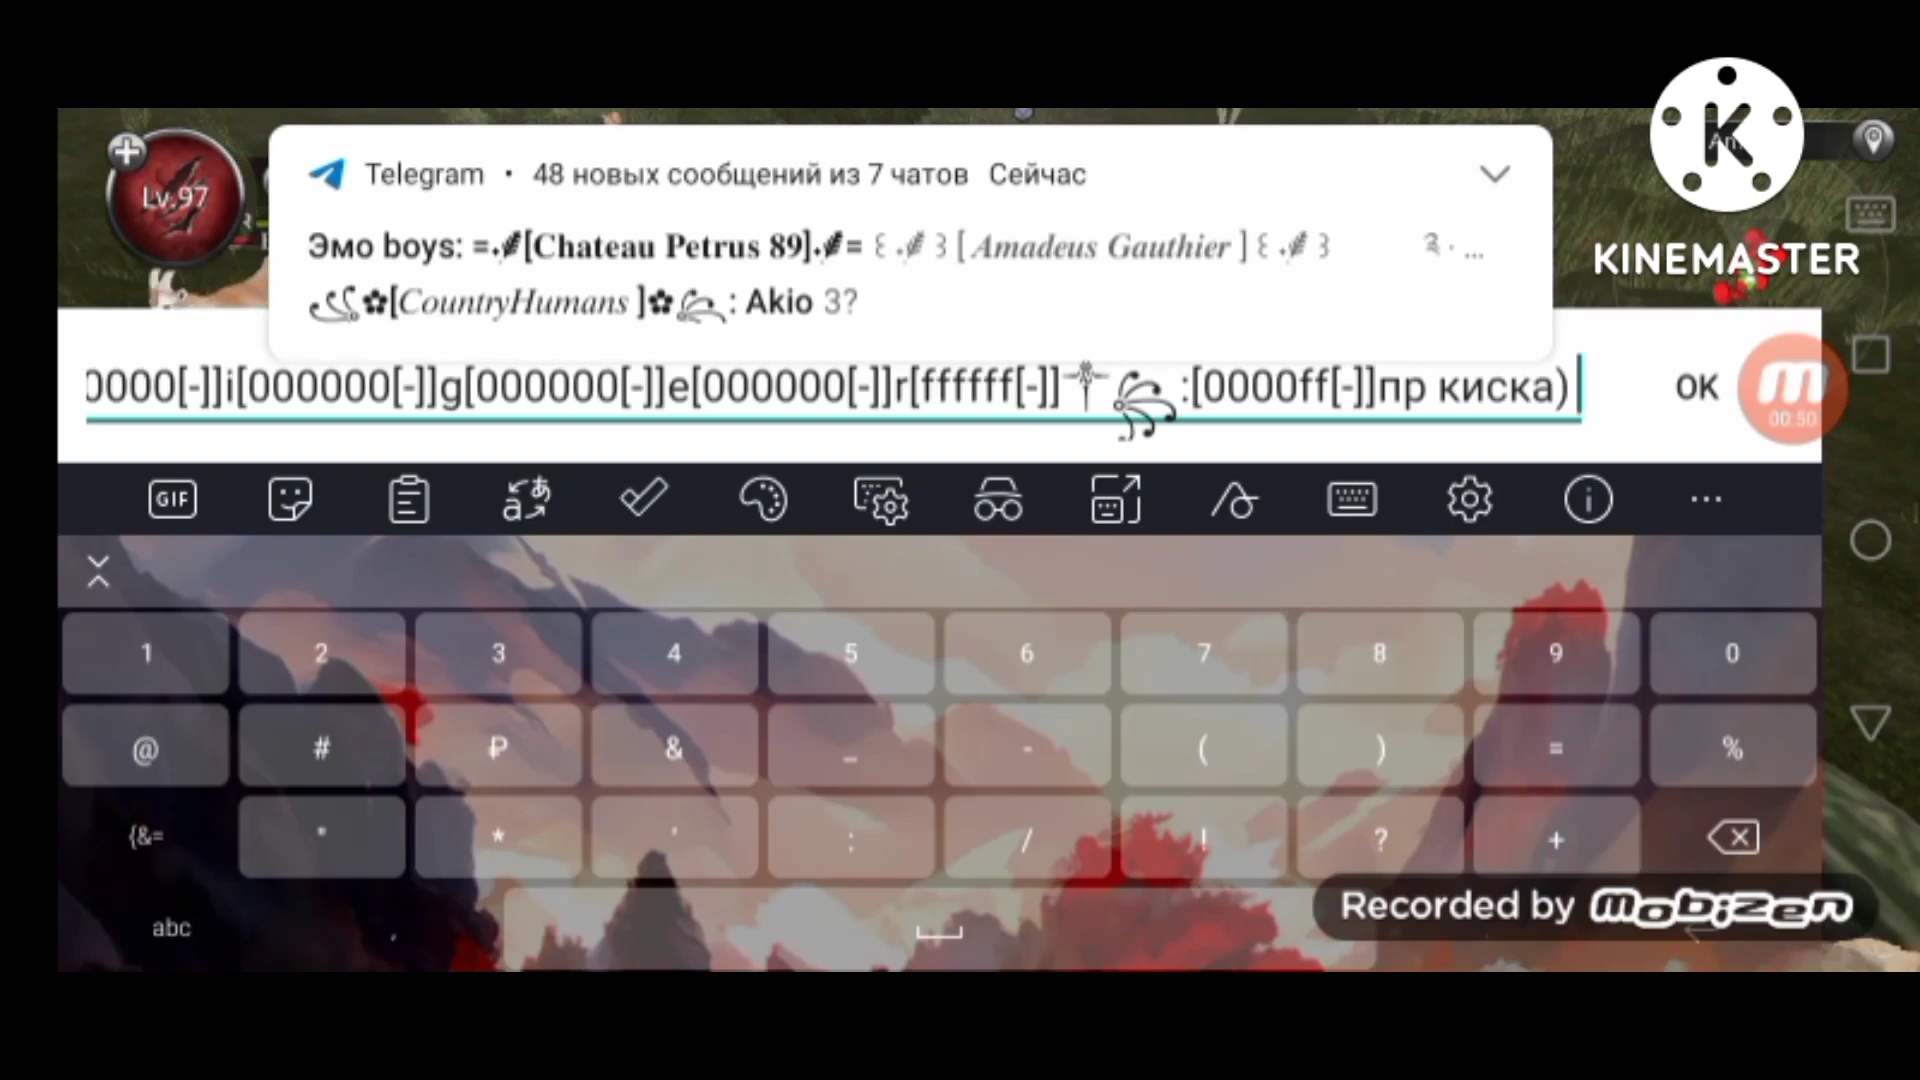 Lv.97
Telegram • 48 новых сообщений из 7 чатов Сейчас
Эмо boys: =[Chateau Petrus 89]= [Amadeus Gauthier ] ...
[CountryHumans ]: Akio 3?
KINEMASTER
0000[-]]i[000000[-]]g[000000[-]]e[000000[-]]r[ffffff[-]] :[0000ff[-]]пр киска)
OK
00:50
GIF
1 2 3 4 5 6 7 8 9 0
@ # ₽ & _ - ( ) = %
{&= " * ' : / ! ? +
abc ,
Recorded by Mobizen